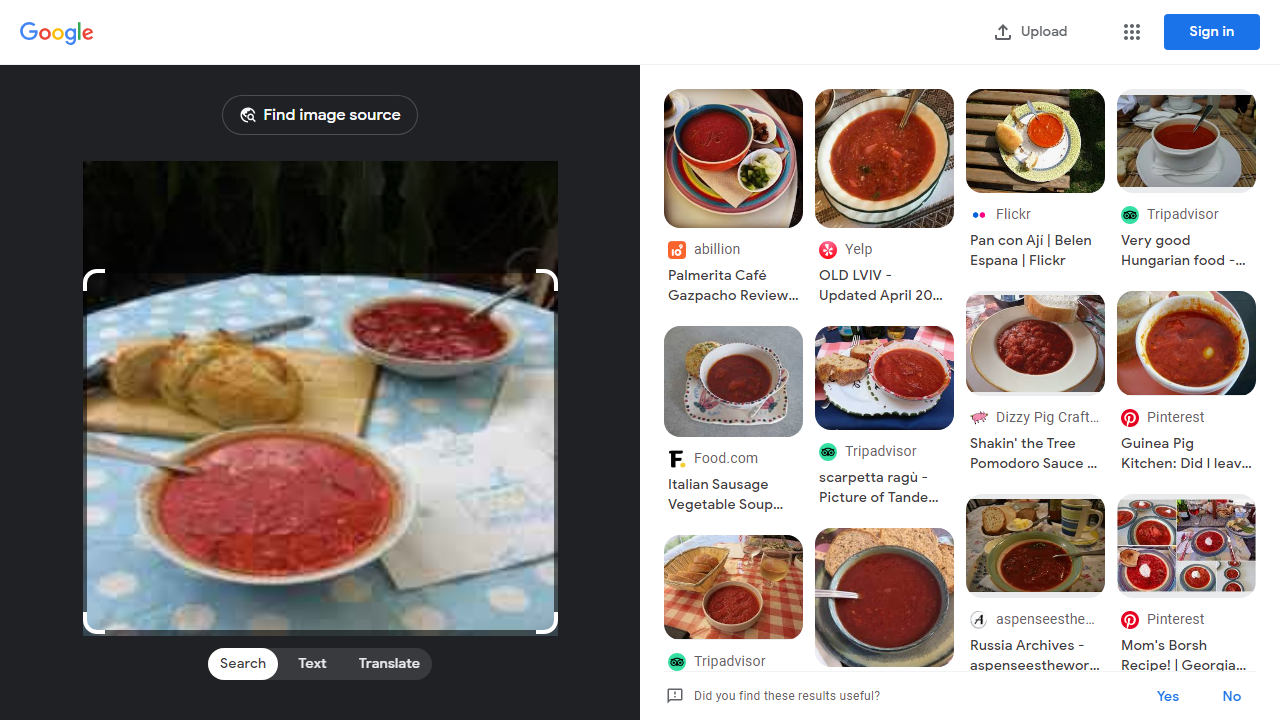 Google
Upload
Sign in
Find image source
Search
Text
Translate
abillion
Palmerita Café
Gazpacho Review...
Food.com
Italian Sausage
Vegetable Soup...
Tripadvisor
Yelp
OLD LVIV -
Updated April 20...
Tripadvisor
scarpetta ragù -
Picture of Tande...
Flickr
Pan con Ají | Belen
Espana | Flickr
Dizzy Pig Craft...
Shakin' the Tree
Pomodoro Sauce ...
aspenseesthe...
Russia Archives -
aspenseesthewor...
Tripadvisor
Very good
Hungarian food -...
Pinterest
Guinea Pig
Kitchen: Did I leav...
Pinterest
Mom's Borsh
Recipe! | Georgia...
Did you find these results useful?
Yes
No